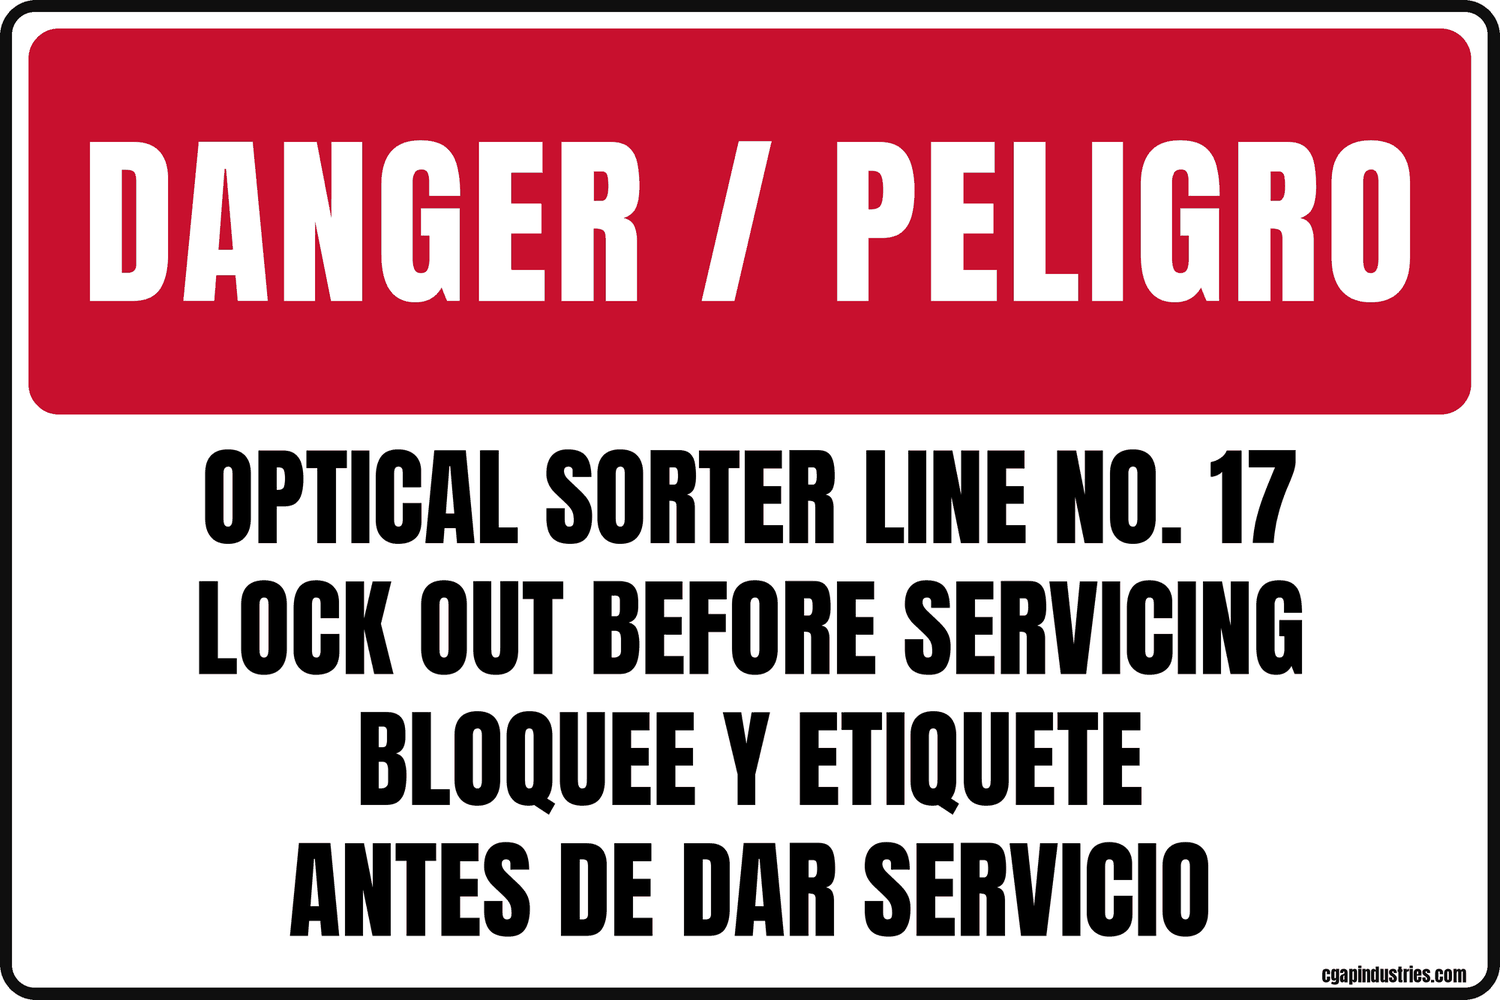 DANGER / PELIGRO
OPTICAL SORTER LINE NO. 17
LOCK OUT BEFORE SERVICING
BLOQUEE Y ETIQUETE
ANTES DE DAR SERVICIO
cgapindustries.com